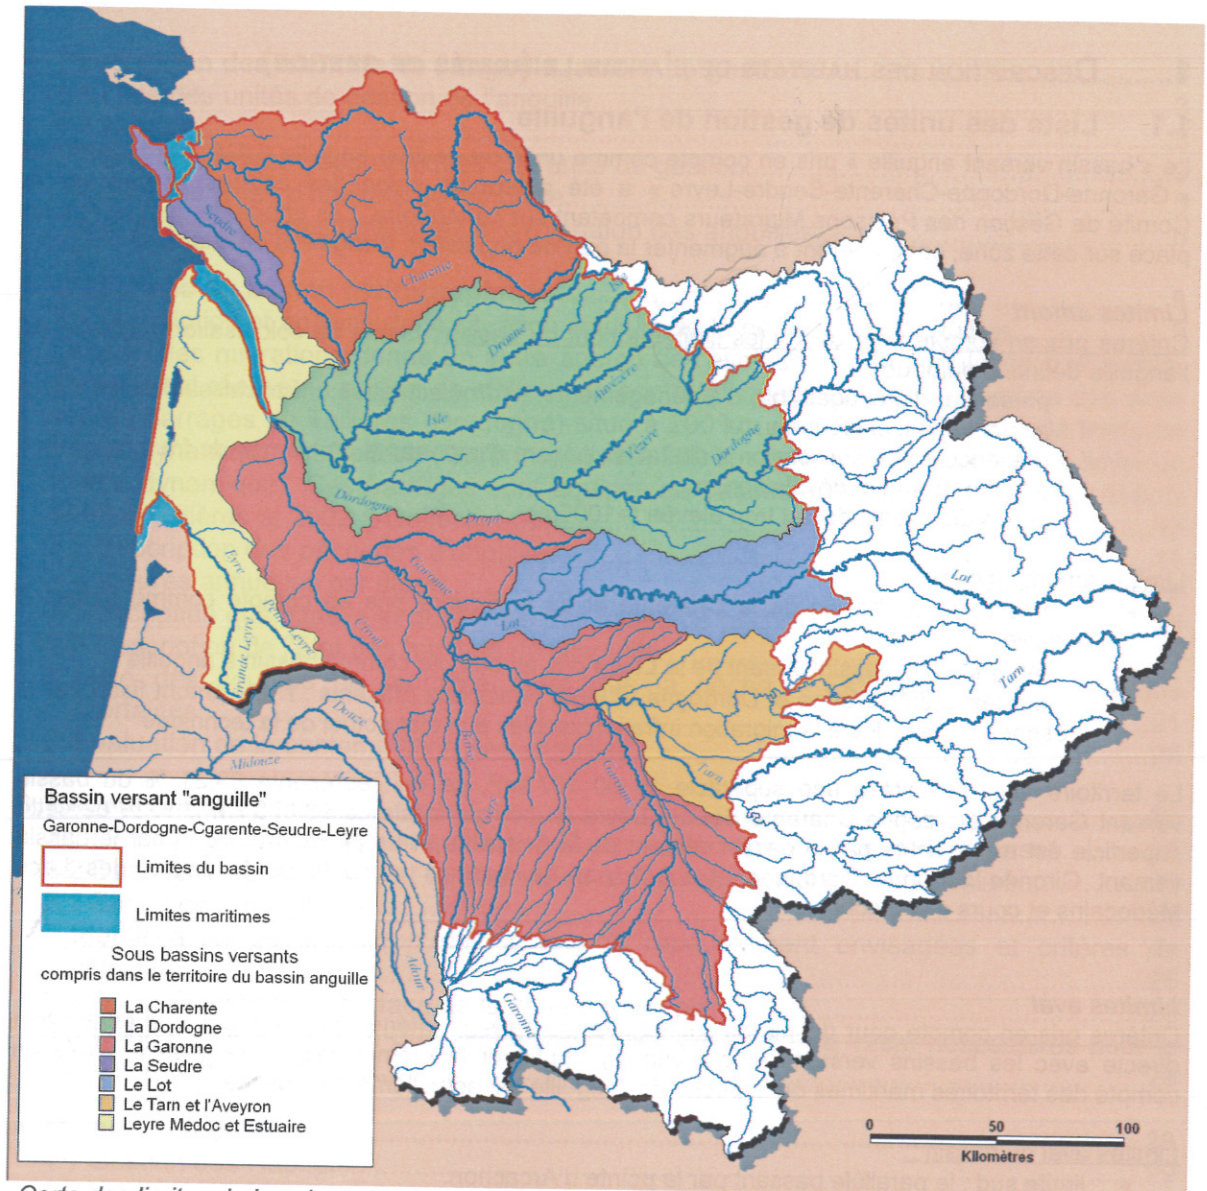 Seudre
Charente
Isle
Dronne
Auvezère
Isle
Vézère
Dordogne
Dordogne
Dropt
Garonne
Lot
Lot
Eyre
Petite Leyre
Grande Leyre
Ciron
Tarn
Douze
Midouze
Baïse
Gers
Garonne
Tarn
Adour
Garonne
Bassin versant "anguille"
Garonne-Dordogne-Cgarente-Seudre-Leyre
Limites du bassin
Limites maritimes
Sous bassins versants
compris dans le territoire du bassin anguille
La Charente
La Dordogne
La Garonne
La Seudre
Le Lot
Le Tarn et l'Aveyron
Leyre Medoc et Estuaire
0 50 100
Kilomètres